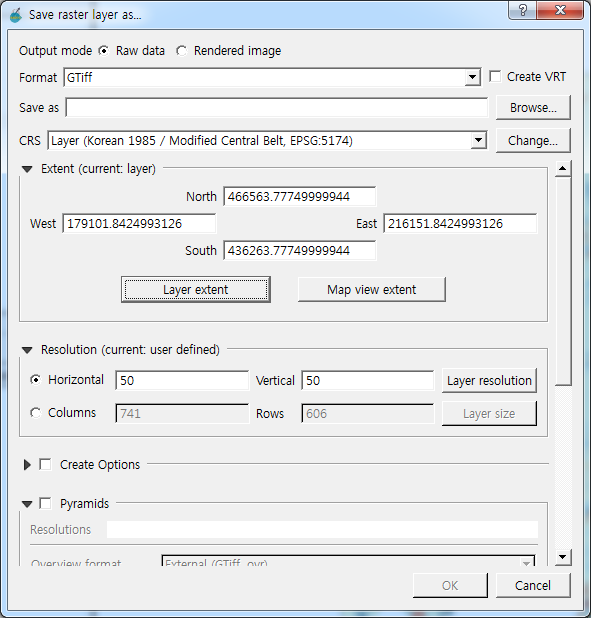 Save raster layer as...
Output mode Raw data Rendered image
Format GTiff Create VRT
Save as Browse...
CRS Layer (Korean 1985 / Modified Central Belt, EPSG:5174) Change...
Extent (current: layer)
North 466563.77749999944
West 179101.8424993126 East 216151.8424993126
South 436263.77749999944
Layer extent Map view extent
Resolution (current: user defined)
Horizontal 50 Vertical 50 Layer resolution
Columns 741 Rows 606 Layer size
Create Options
Pyramids
Resolutions
Overview format External (GTiff .ovr)
OK Cancel